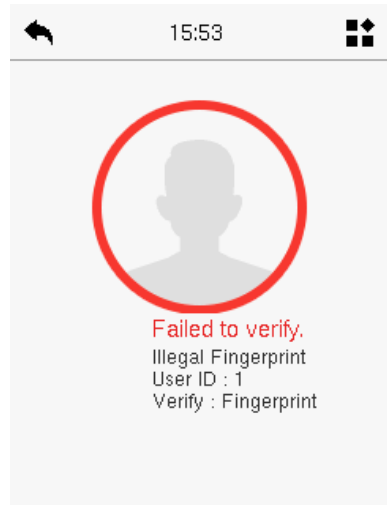 15:53
Failed to verify.
Illegal Fingerprint
User ID : 1
Verify : Fingerprint